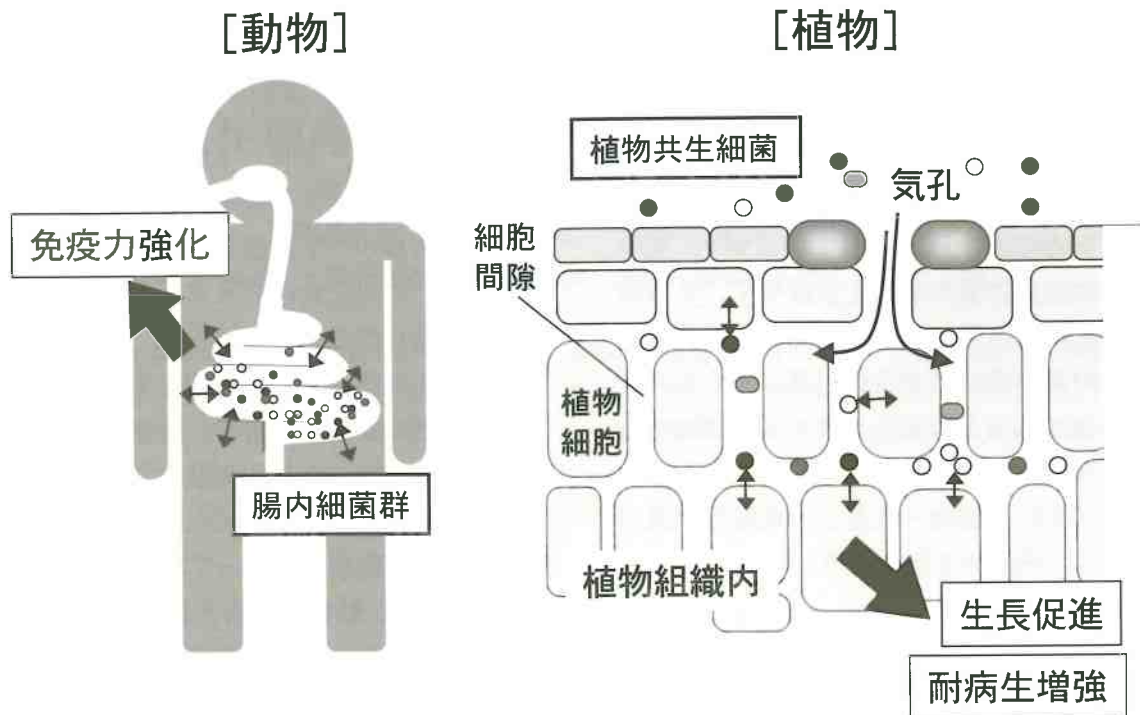 [動物]
免疫力強化
腸内細菌群
[植物]
植物共生細菌
気孔
細胞
間隙
植物
細胞
植物組織内
生長促進
耐病生増強